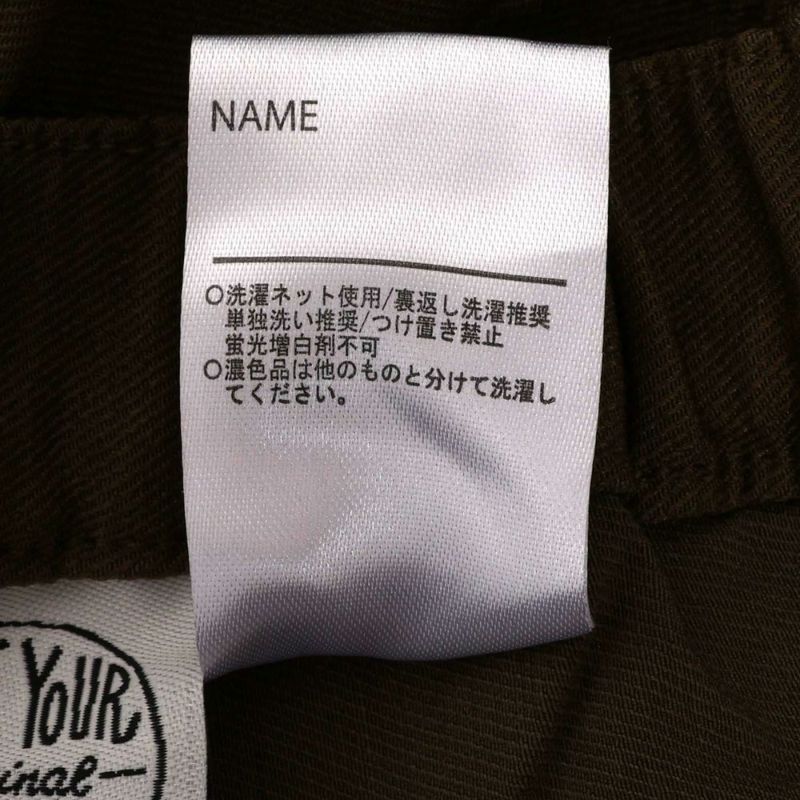 NAME
○洗濯ネット使用/裏返し洗濯推奨
単独洗い推奨/つけ置き禁止
蛍光増白剤不可
○濃色品は他のものと分けて洗濯し
てください。
YOUR
inal